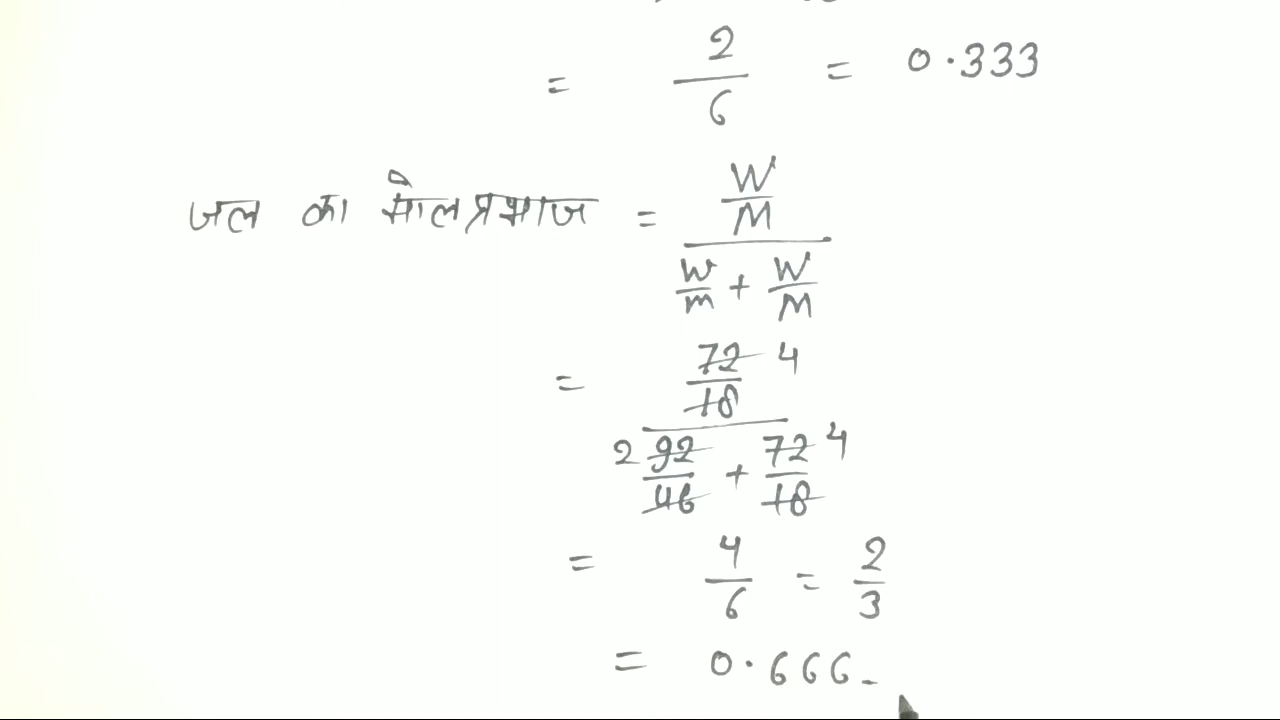 = 2/6 = 0.333
जल का मोल प्रभाज = (W/M) / (w/m + W/M)
= (72/18) 4 / (2 92/46 + 72/18 4)
= 4/6 = 2/3
= 0.666-